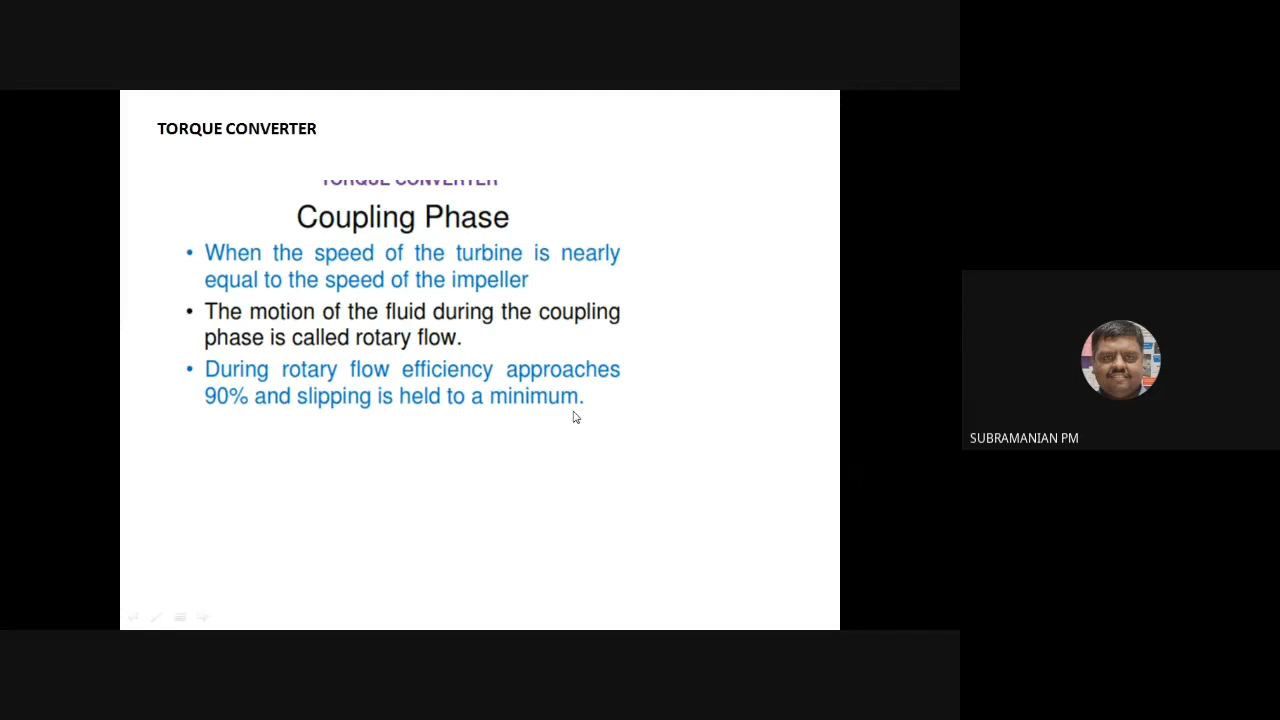 TORQUE CONVERTER
TORQUE CONVERTER
Coupling Phase
• When the speed of the turbine is nearly
equal to the speed of the impeller
• The motion of the fluid during the coupling
phase is called rotary flow.
• During rotary flow efficiency approaches
90% and slipping is held to a minimum.
SUBRAMANIAN PM